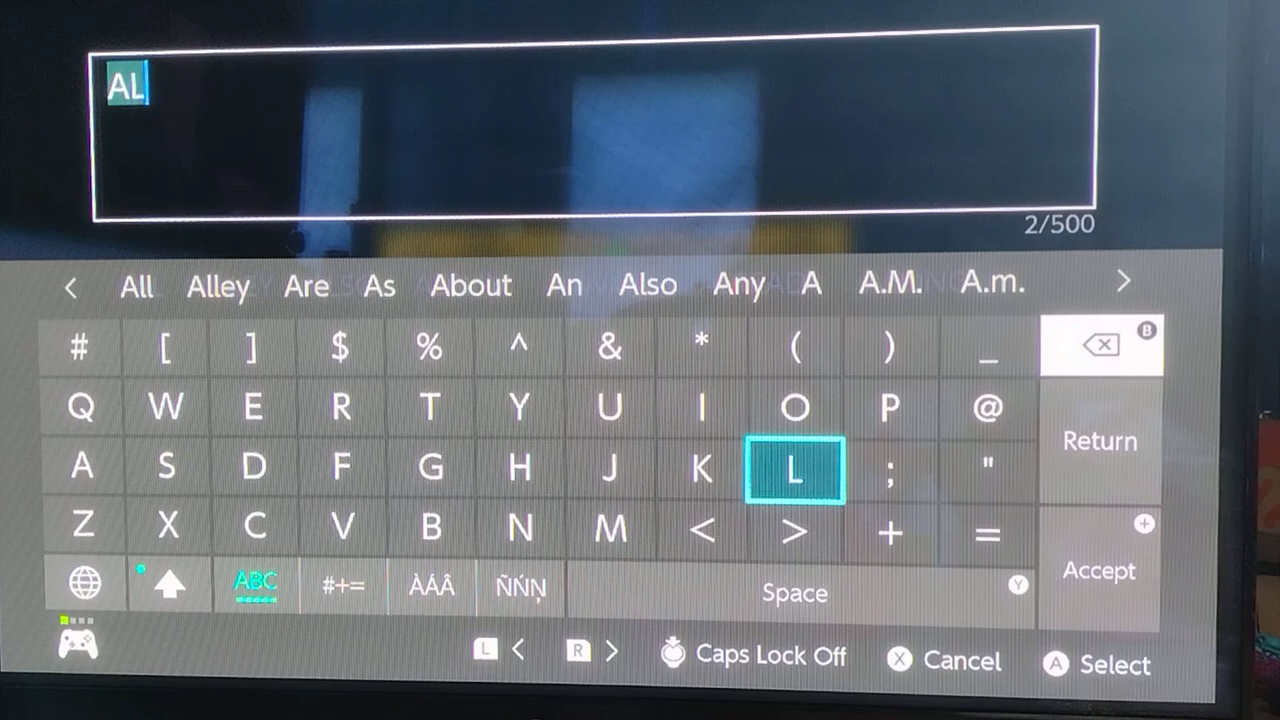 AL
2/500
< All Alley Are As About An Also Any A A.M. A.m. >
# [ ] $ % ^ & * ( ) _ B
Q W E R T Y U I O P @
Return
A S D F G H J K L ; "
Z X C V B N M < > + = +
Accept
ABC #+= ÀÁÂ ÑŃŅ Space Y
L < R > Caps Lock Off X Cancel A Select